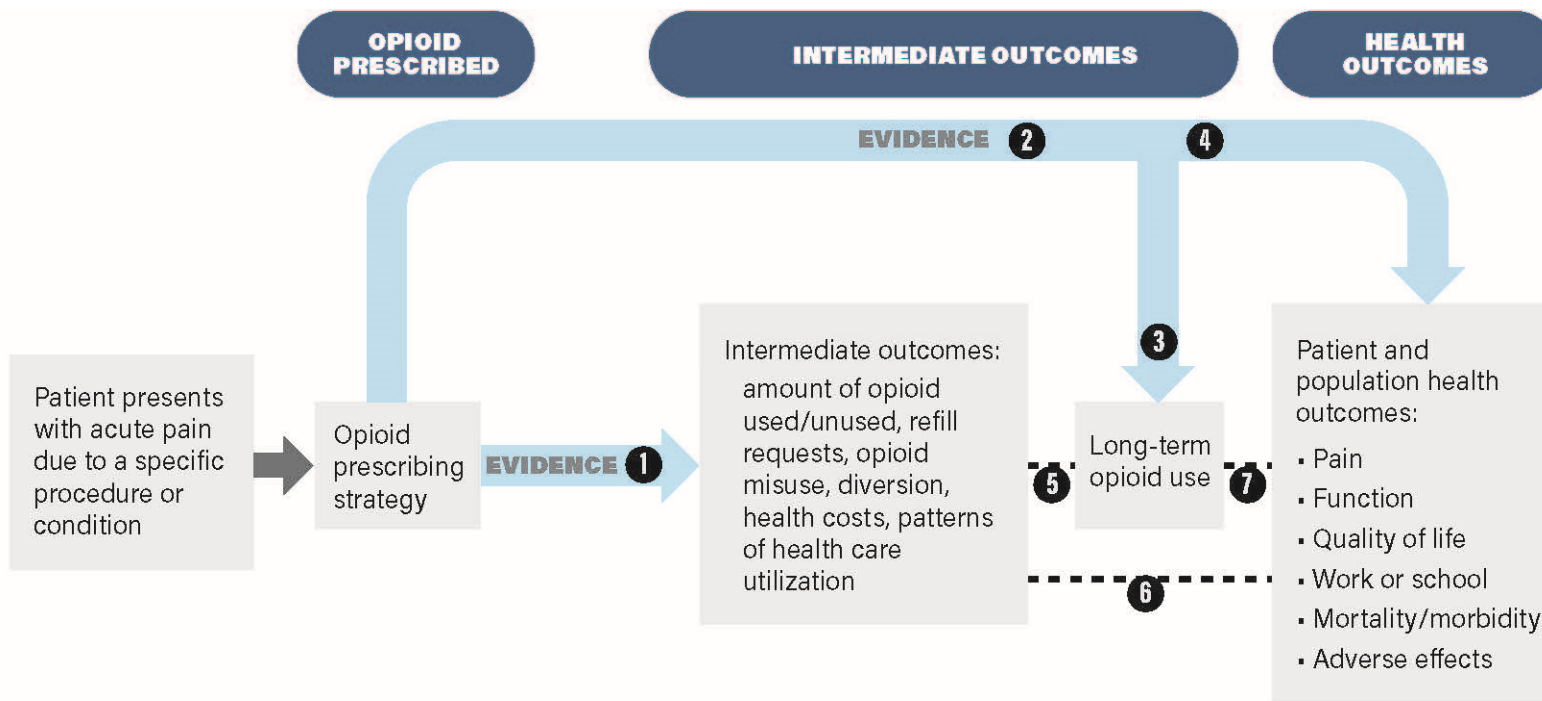 OPIOID
PRESCRIBED
INTERMEDIATE OUTCOMES
HEALTH
OUTCOMES
EVIDENCE 2
4
3
Patient presents
with acute pain
due to a specific
procedure or
condition
Opioid
prescribing
strategy
EVIDENCE 1
Intermediate outcomes:
amount of opioid
used/unused, refill
requests, opioid
misuse, diversion,
health costs, patterns
of health care
utilization
5
Long-term
opioid use
7
6
Patient and
population health
outcomes:
▪ Pain
▪ Function
▪ Quality of life
▪ Work or school
▪ Mortality/morbidity
▪ Adverse effects